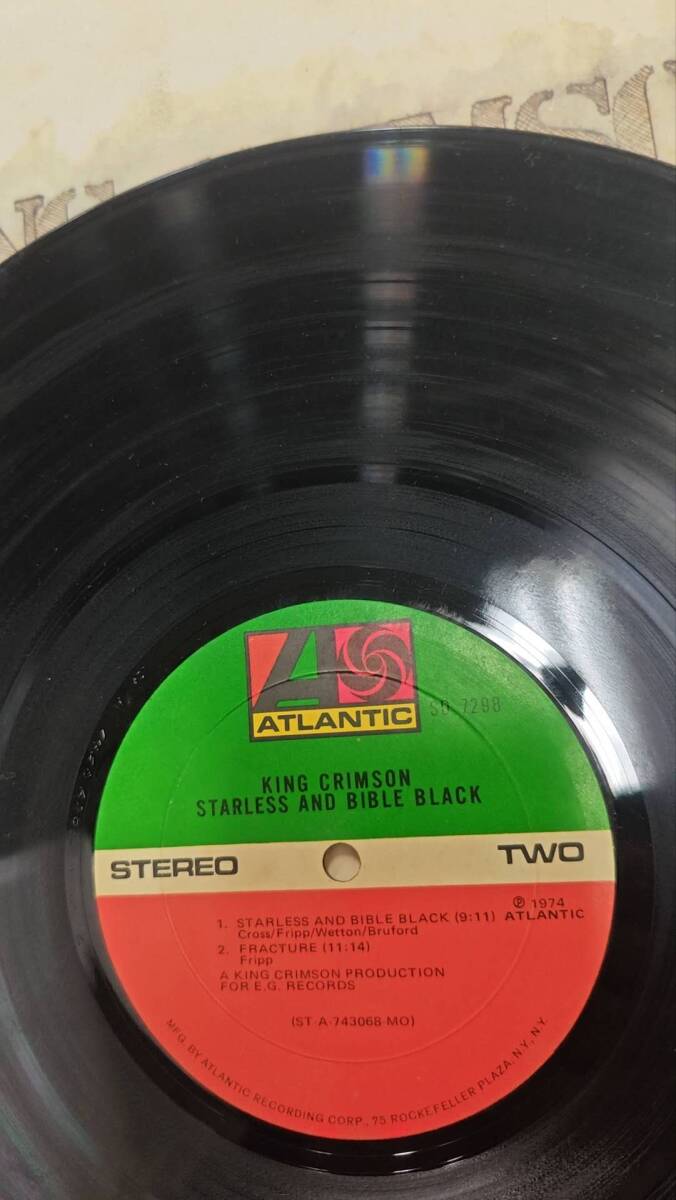 ATLANTIC
SD 7298
KING CRIMSON
STARLESS AND BIBLE BLACK
STEREO
TWO
℗ 1974
ATLANTIC
1. STARLESS AND BIBLE BLACK (9:11)
Cross/Fripp/Wetton/Bruford
2. FRACTURE (11:14)
Fripp
A KING CRIMSON PRODUCTION
FOR E.G. RECORDS
(ST-A-743068-MO)
MFG. BY ATLANTIC RECORDING CORP., 75 ROCKEFELLER PLAZA, N.Y., N.Y.